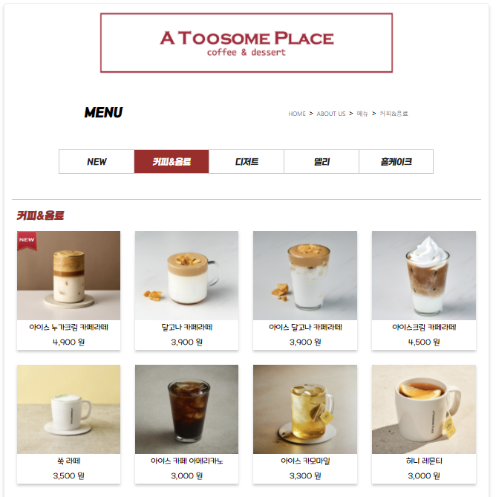 A TOOSOME PLACE
coffee & dessert
MENU
HOME > ABOUT US > 메뉴 > 커피&음료
NEW
커피&음료
디저트
델리
홀케이크
커피&음료
NEW
아이스 누가크림 카페라떼
달고나 카페라떼
아이스 달고나 카페라떼
아이스크림 카페라떼
4,900 원
3,900 원
3,900 원
4,500 원
쑥 라떼
아이스 카페 아메리카노
아이스 카모마일
허니 레몬티
3,500 원
3,000 원
3,300 원
3,000 원